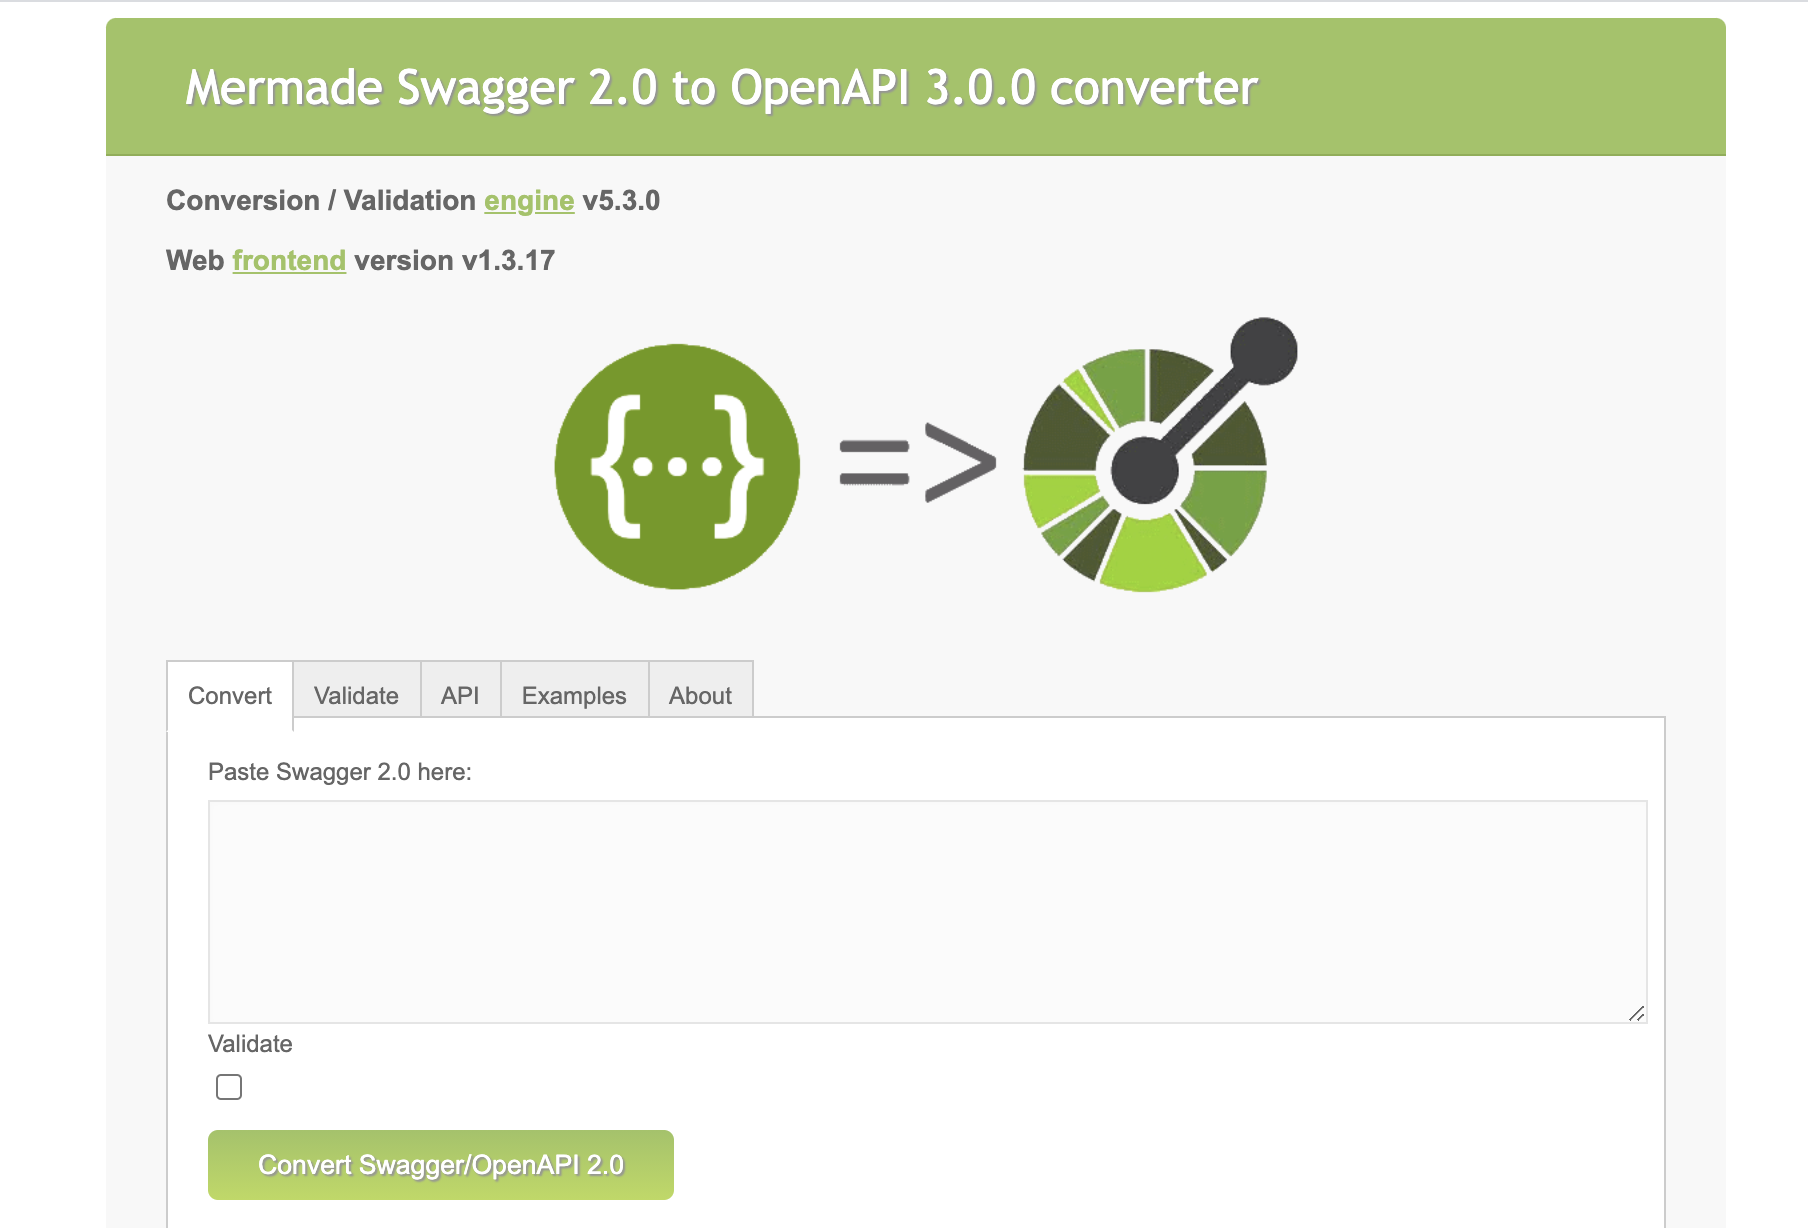 Mermade Swagger 2.0 to OpenAPI 3.0.0 converter
Conversion / Validation engine v5.3.0
Web frontend version v1.3.17
{...} =>
Convert Validate API Examples About
Paste Swagger 2.0 here:
Validate
Convert Swagger/OpenAPI 2.0